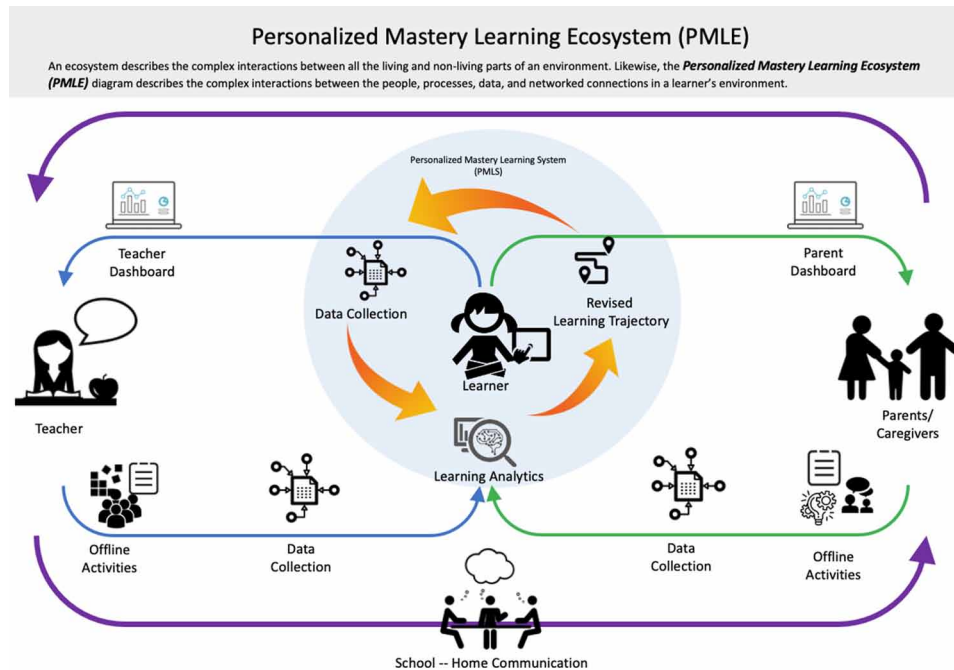 Personalized Mastery Learning Ecosystem (PMLE)
An ecosystem describes the complex interactions between all the living and non-living parts of an environment. Likewise, the Personalized Mastery Learning Ecosystem
(PMLE) diagram describes the complex interactions between the people, processes, data, and networked connections in a learner's environment.
Personalized Mastery Learning System
(PMLS)
Teacher
Dashboard
Parent
Dashboard
Data Collection
Revised
Learning Trajectory
Learner
Teacher
Parents/
Caregivers
Learning Analytics
Offline
Activities
Data
Collection
Data
Collection
Offline
Activities
School -- Home Communication